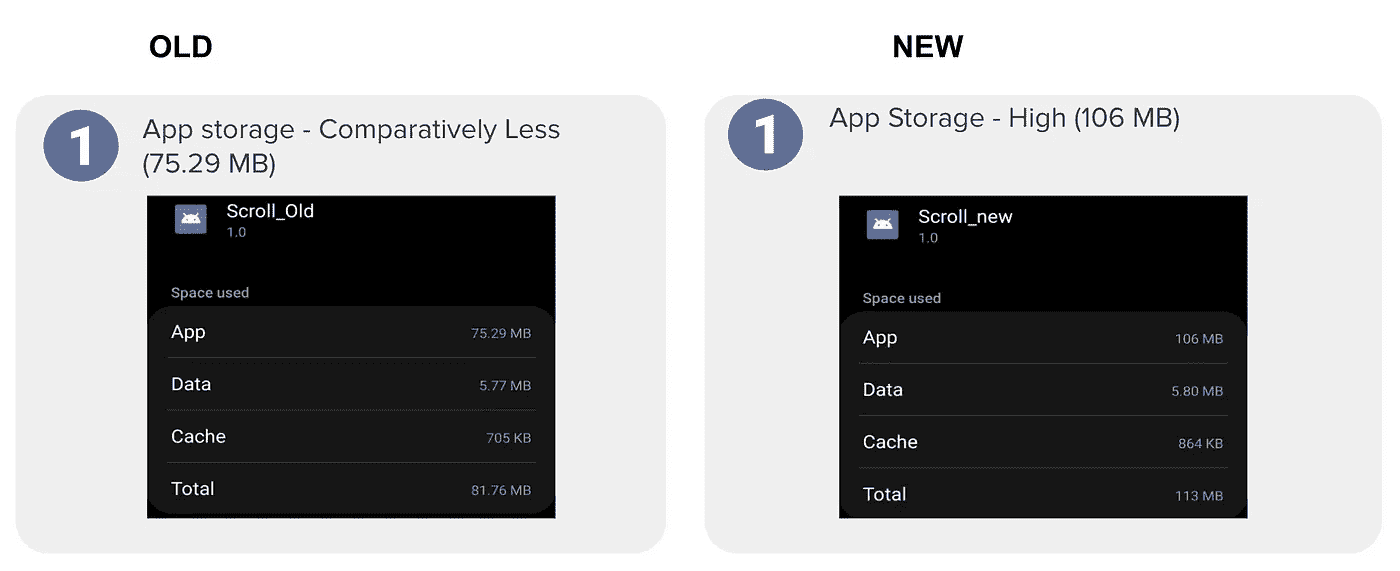 OLD
NEW
1
App storage - Comparatively Less
(75.29 MB)
Scroll_Old
1.0
Space used
App 75.29 MB
Data 5.77 MB
Cache 705 KB
Total 81.76 MB
1
App Storage - High (106 MB)
Scroll_new
1.0
Space used
App 106 MB
Data 5.80 MB
Cache 864 KB
Total 113 MB